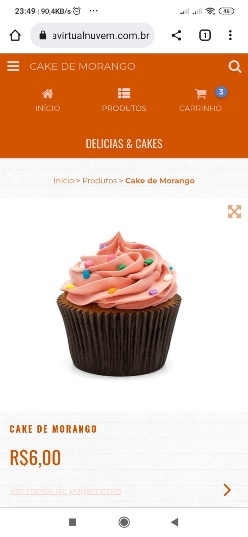 23:49 | 90,4KB/s
46
avirtualnuvem.com.br
1
CAKE DE MORANGO
3
INÍCIO
PRODUTOS
CARRINHO
DELICIAS & CAKES
Início > Produtos > Cake de Morango
CAKE DE MORANGO
R$6,00
Ver meios de pagamento